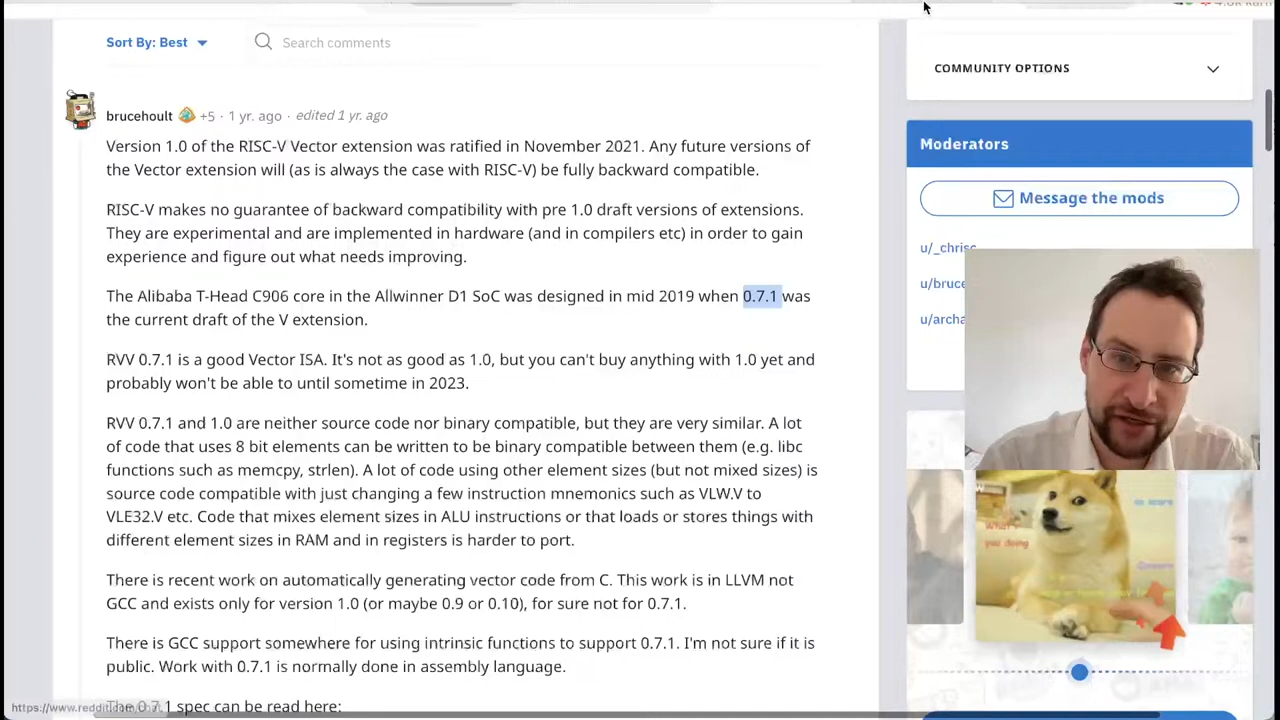 Sort By: Best
Search comments
COMMUNITY OPTIONS
brucehoult +5 · 1 yr. ago · edited 1 yr. ago
Version 1.0 of the RISC-V Vector extension was ratified in November 2021. Any future versions of
the Vector extension will (as is always the case with RISC-V) be fully backward compatible.
RISC-V makes no guarantee of backward compatibility with pre 1.0 draft versions of extensions.
They are experimental and are implemented in hardware (and in compilers etc) in order to gain
experience and figure out what needs improving.
The Alibaba T-Head C906 core in the Allwinner D1 SoC was designed in mid 2019 when 0.7.1 was
the current draft of the V extension.
RVV 0.7.1 is a good Vector ISA. It's not as good as 1.0, but you can't buy anything with 1.0 yet and
probably won't be able to until sometime in 2023.
RVV 0.7.1 and 1.0 are neither source code nor binary compatible, but they are very similar. A lot
of code that uses 8 bit elements can be written to be binary compatible between them (e.g. libc
functions such as memcpy, strlen). A lot of code using other element sizes (but not mixed sizes) is
source code compatible with just changing a few instruction mnemonics such as VLW.V to
VLE32.V etc. Code that mixes element sizes in ALU instructions or that loads or stores things with
different element sizes in RAM and in registers is harder to port.
There is recent work on automatically generating vector code from C. This work is in LLVM not
GCC and exists only for version 1.0 (or maybe 0.9 or 0.10), for sure not for 0.7.1.
There is GCC support somewhere for using intrinsic functions to support 0.7.1. I'm not sure if it is
public. Work with 0.7.1 is normally done in assembly language.
The 0.7.1 spec can be read here:
Moderators
Message the mods
u/_chrisc
u/bruce
u/archa
you doing